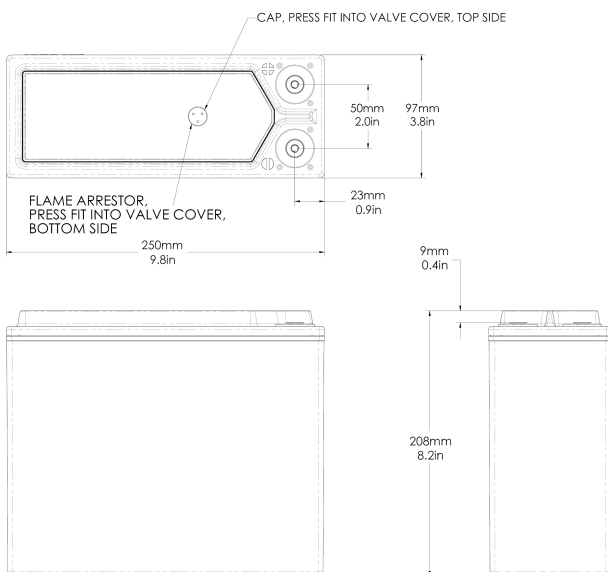 CAP, PRESS FIT INTO VALVE COVER, TOP SIDE
50mm
2.0in
97mm
3.8in
23mm
0.9in
FLAME ARRESTOR,
PRESS FIT INTO VALVE COVER,
BOTTOM SIDE
250mm
9.8in
9mm
0.4in
208mm
8.2in